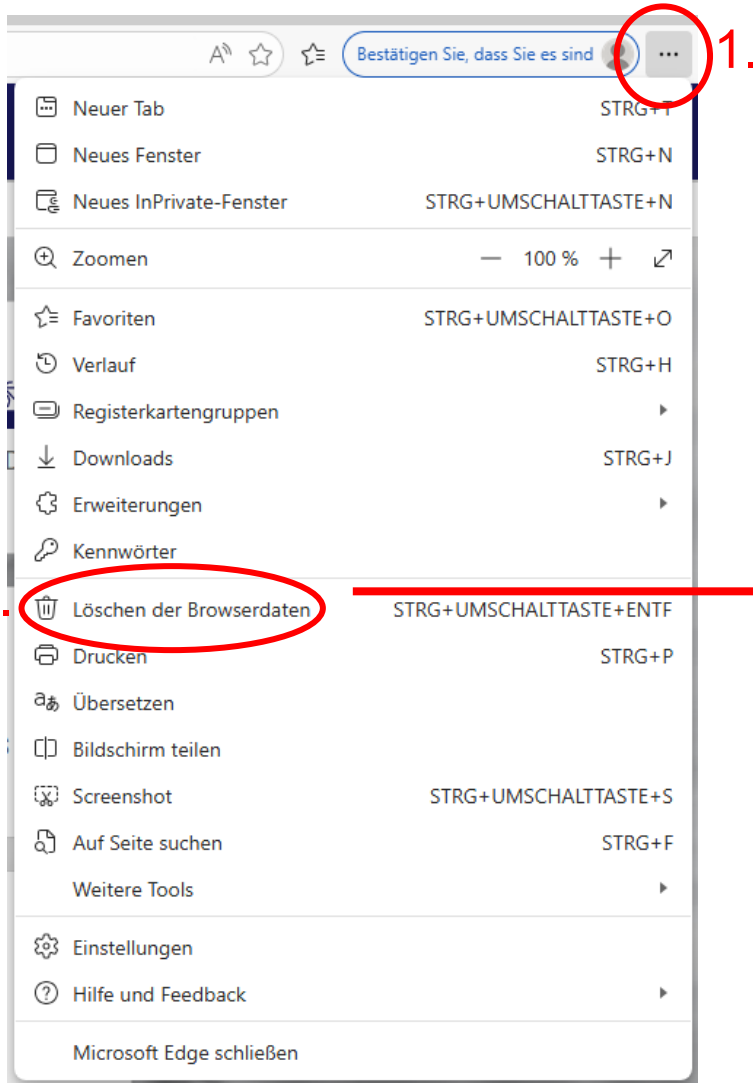 Bestätigen Sie, dass Sie es sind ... 1.
Neuer Tab STRG+T
Neues Fenster STRG+N
Neues InPrivate-Fenster STRG+UMSCHALTTASTE+N
Zoomen — 100 % +
Favoriten STRG+UMSCHALTTASTE+O
Verlauf STRG+H
Registerkartengruppen
Downloads STRG+J
Erweiterungen
Kennwörter
Löschen der Browserdaten STRG+UMSCHALTTASTE+ENTF
Drucken STRG+P
Übersetzen
Bildschirm teilen
Screenshot STRG+UMSCHALTTASTE+S
Auf Seite suchen STRG+F
Weitere Tools
Einstellungen
Hilfe und Feedback
Microsoft Edge schließen